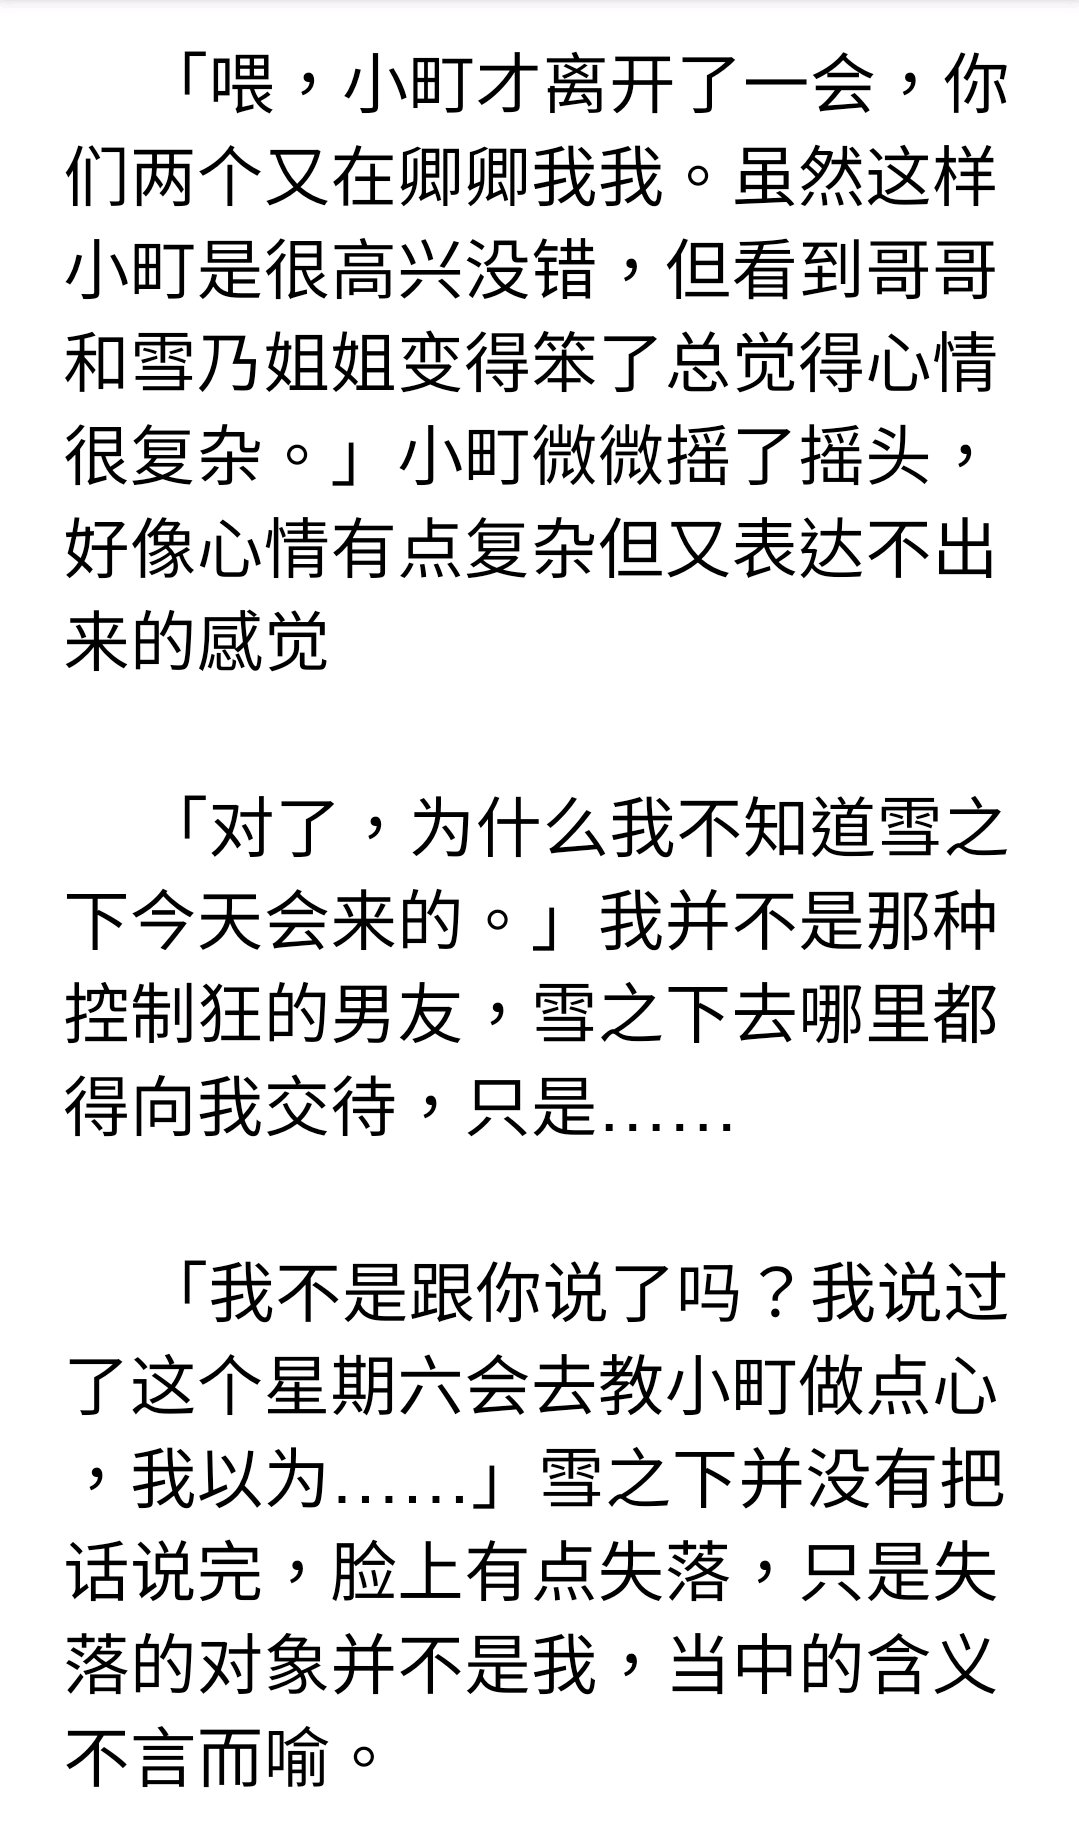 「喂，小町才离开了一会，你
们两个又在卿卿我我。虽然这样
小町是很高兴没错，但看到哥哥
和雪乃姐姐变得笨了总觉得心情
很复杂。」小町微微摇了摇头，
好像心情有点复杂但又表达不出
来的感觉
「对了，为什么我不知道雪之
下今天会来的。」我并不是那种
控制狂的男友，雪之下去哪里都
得向我交待，只是……
「我不是跟你说了吗？我说过
了这个星期六会去教小町做点心
，我以为……」雪之下并没有把
话说完，脸上有点失落，只是失
落的对象并不是我，当中的含义
不言而喻。